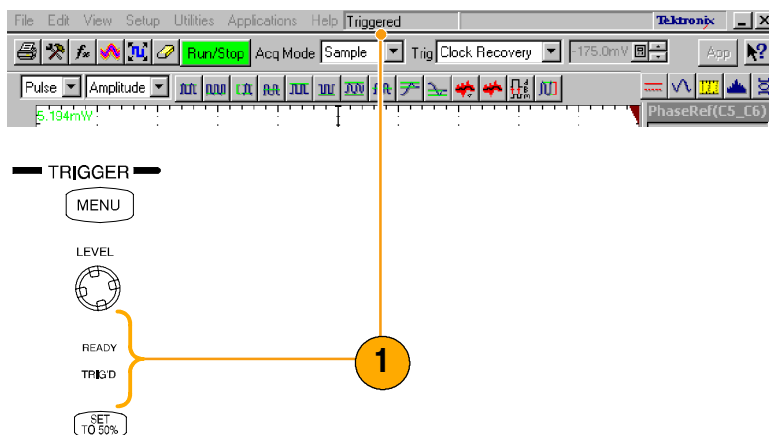 File Edit View Setup Utilities Applications Help Triggered Tektronix
Run/Stop Acq Mode Sample Trig Clock Recovery -175.0mV App
Pulse Amplitude
5.194mW PhaseRef(C5_C6)
TRIGGER
MENU
LEVEL
READY
TRIG'D
1
SET
TO 50%